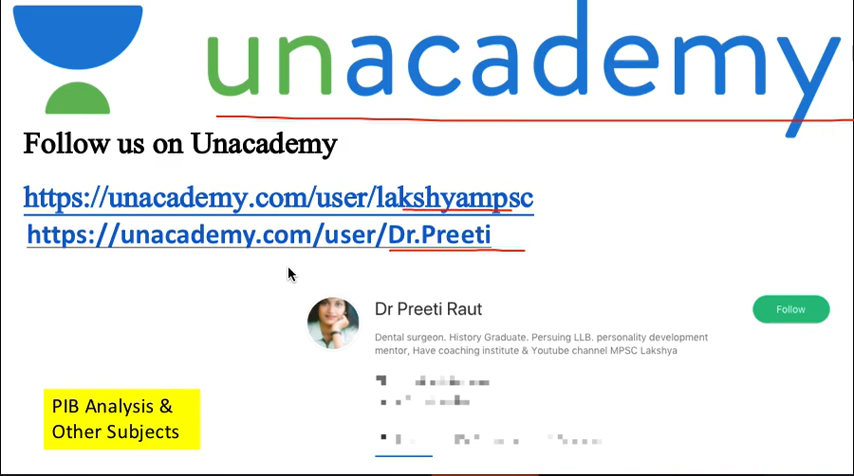 unacademy
Follow us on Unacademy
https://unacademy.com/user/lakshyampsc
https://unacademy.com/user/Dr.Preeti
Dr Preeti Raut
Follow
Dental surgeon. History Graduate. Persuing LLB. personality development
mentor, Have coaching institute & Youtube channel MPSC Lakshya
PIB Analysis &
Other Subjects